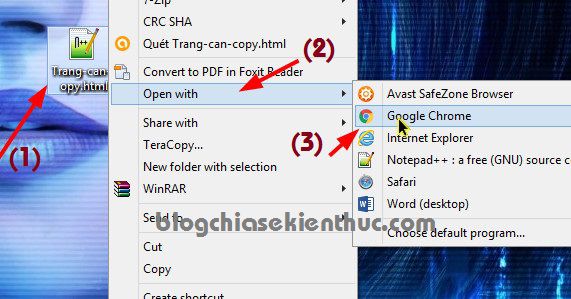 7-Zip
CRC SHA
Quét Trang-can-copy.html
Convert to PDF in Foxit Reader
Open with
Share with
TeraCopy...
New folder with selection
WinRAR
Send to
Cut
Copy
Create shortcut
Avast SafeZone Browser
Google Chrome
Internet Explorer
Notepad++ : a free (GNU) source c
Safari
Word (desktop)
Choose default program...
Trang-can-
opy.html
(1)
(2)
(3)
blogchiasekienthuc.com